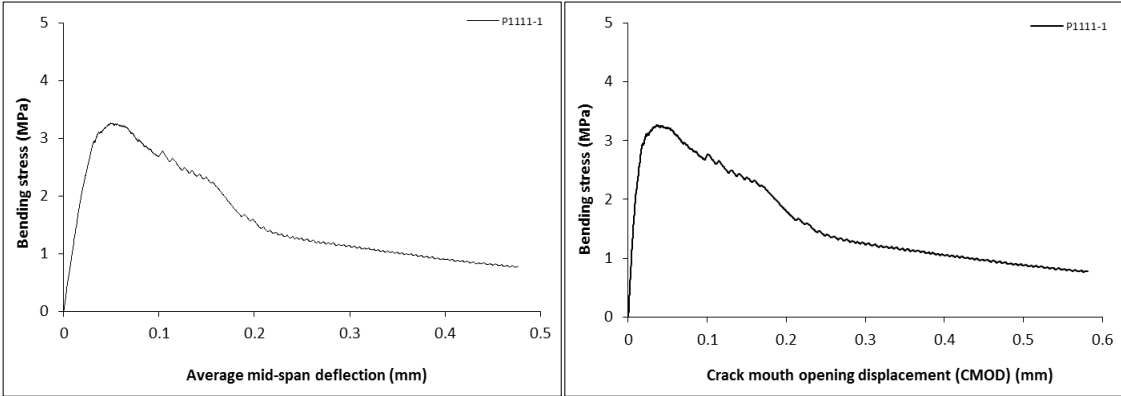 P1111-1
5
4
3
2
1
0
Bending stress (MPa)
0 0.1 0.2 0.3 0.4 0.5
Average mid-span deflection (mm)
P1111-1
5
4
3
2
1
0
Bending stress (MPa)
0 0.1 0.2 0.3 0.4 0.5 0.6
Crack mouth opening displacement (CMOD) (mm)